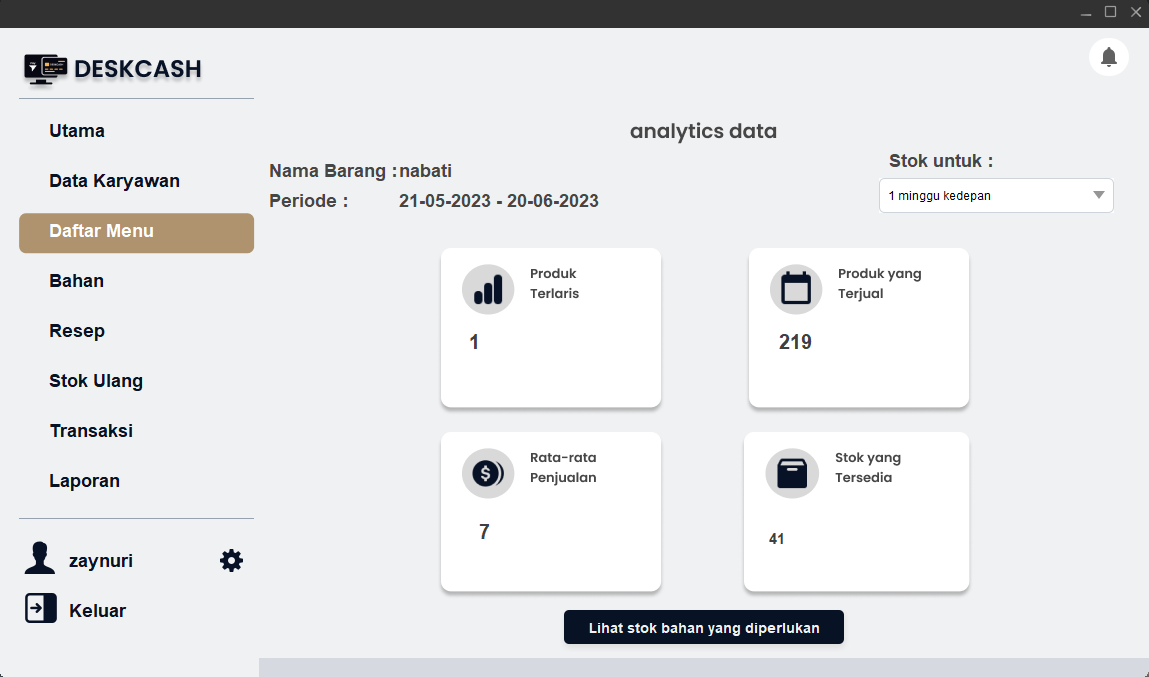 DESKCASH
Utama
Data Karyawan
Daftar Menu
Bahan
Resep
Stok Ulang
Transaksi
Laporan
zaynuri
Keluar
analytics data
Nama Barang : nabati
Periode : 21-05-2023 - 20-06-2023
Stok untuk :
1 minggu kedepan
Produk
Terlaris
1
Produk yang
Terjual
219
Rata-rata
Penjualan
7
Stok yang
Tersedia
41
Lihat stok bahan yang diperlukan